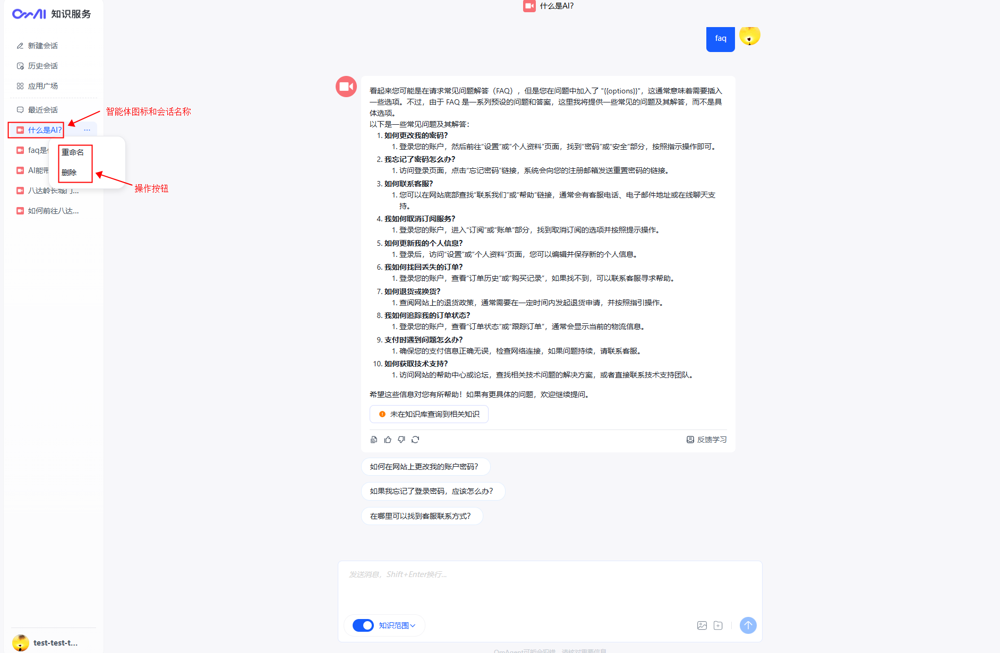 OmAI 知识服务
新建会话
历史会话
应用广场
最近会话
什么是AI?
...
faq是
AI能带
八达岭长城门...
如何前往八达...
重命名
删除
智能体图标和会话名称
操作按钮
test-test-t...
什么是AI?
faq
看起来您可能是在请求常见问题解答（FAQ），但是您在问题中加入了 "{{options}}"，这通常意味着需要插入
一些选项。不过，由于 FAQ 是一系列预设的问题和答案，这里我将提供一些常见的问题及其解答，而不是具
体选项。
以下是一些常见问题及其解答：
1. 如何更改我的密码?
1. 登录您的账户，然后前往“设置”或“个人资料”页面，找到“密码”或“安全”部分，按照指示操作即可。
2. 我忘记了密码怎么办?
1. 访问登录页面，点击“忘记密码”链接，系统会向您的注册邮箱发送重置密码的链接。
3. 如何联系客服?
1. 您可以在网站底部查找“联系我们”或“帮助”链接，通常会有客服电话、电子邮件地址或在线聊天支
持。
4. 我如何取消订阅服务?
1. 登录您的账户，进入“订阅”或“账单”部分，找到取消订阅的选项并按照提示操作。
5. 如何更新我的个人信息?
1. 登录后，访问“设置”或“个人资料”页面，您可以编辑并保存新的个人信息。
6. 我如何找回丢失的订单?
1. 登录您的账户，查看“订单历史”或“购买记录”，如果找不到，可以联系客服寻求帮助。
7. 如何退货或换货?
1. 查阅网站上的退货政策，通常需要在一定时间内发起退货申请，并按照指引操作。
8. 我如何追踪我的订单状态?
1. 登录您的账户，查看“订单状态”或“跟踪订单”，通常会显示当前的物流信息。
9. 支付时遇到问题怎么办?
1. 确保您的支付信息正确无误，检查网络连接，如果问题持续，请联系客服。
10. 如何获取技术支持?
1. 访问网站的帮助中心或论坛，查找相关技术问题的解决方案，或者直接联系技术支持团队。
希望这些信息对您有所帮助！如果有更具体的问题，欢迎继续提问。
未在知识库查询到相关知识
反馈学习
如何在网站上更改我的账户密码?
如果我忘记了登录密码，应该怎么办?
在哪里可以找到客服联系方式?
发送消息，Shift+Enter换行...
知识范围
OmAgent可能会犯错，请核对重要信息